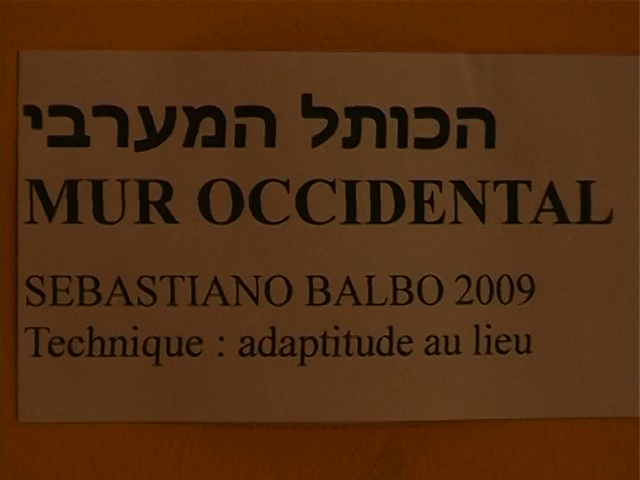 הכותל המערבי
MUR OCCIDENTAL
SEBASTIANO BALBO 2009
Technique : adaptitude au lieu